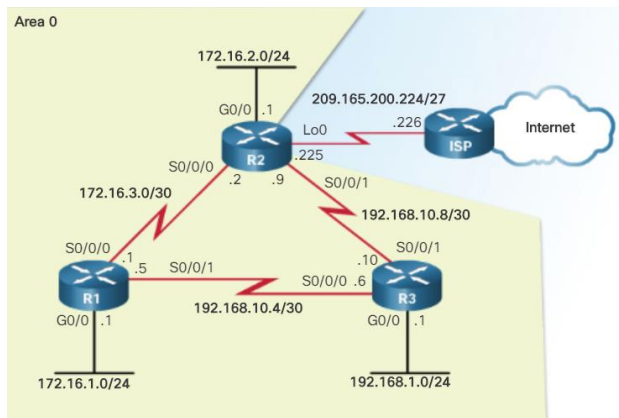 Area 0
172.16.2.0/24
G0/0 .1
209.165.200.224/27
.226
Internet
ISP
Lo0
.225
R2
S0/0/0
.2
.9
S0/0/1
172.16.3.0/30
192.168.10.8/30
S0/0/0
.1
S0/0/1
.10
.5
S0/0/1
S0/0/0 .6
R1
R3
192.168.10.4/30
G0/0 .1
G0/0 .1
172.16.1.0/24
192.168.1.0/24